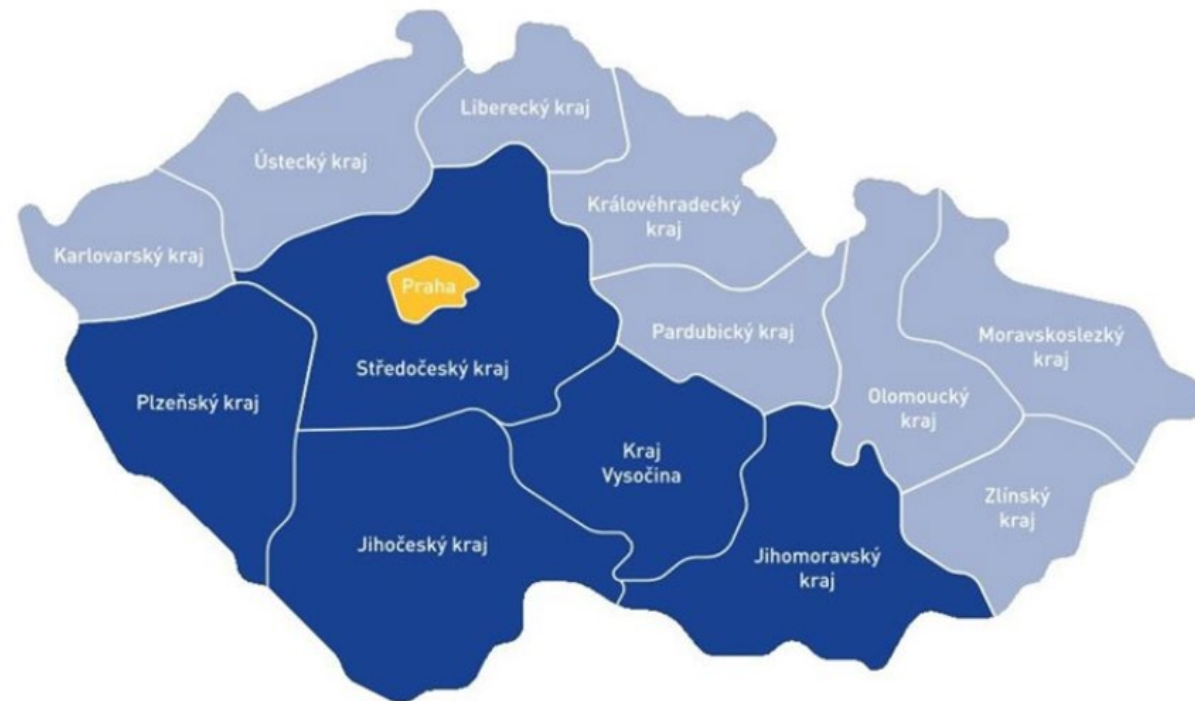 Liberecký kraj
Ústecký kraj
Královéhradecký
kraj
Karlovarský kraj
Praha
Pardubický kraj
Moravskoslezký
kraj
Středočeský kraj
Plzeňský kraj
Olomoucký
kraj
Kraj
Vysočina
Zlínský
kraj
Jihočeský kraj
Jihomoravský
kraj